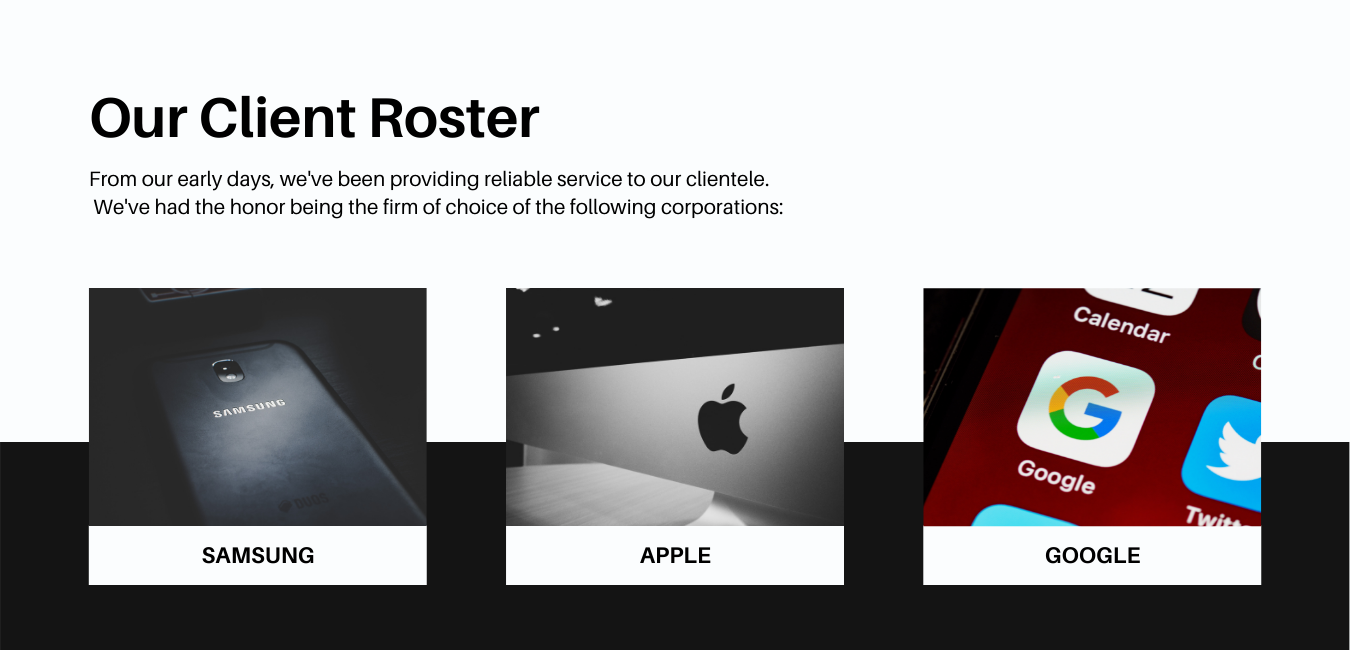 Our Client Roster
From our early days, we've been providing reliable service to our clientele.
We've had the honor being the firm of choice of the following corporations:
SAMSUNG
DUOS
Calendar
Google
SAMSUNG
APPLE
GOOGLE